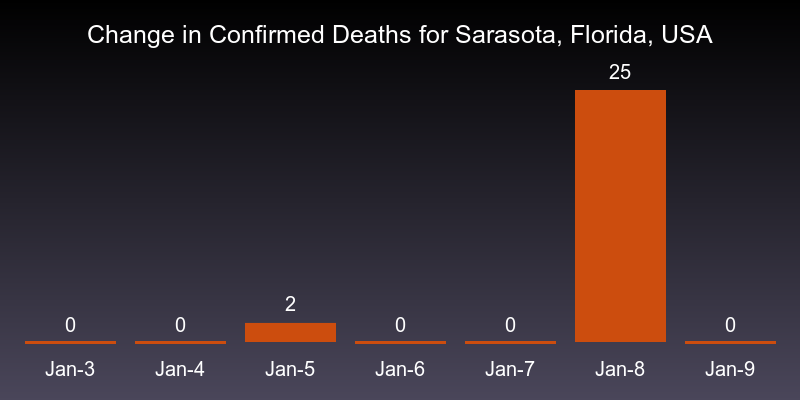 Change in Confirmed Deaths for Sarasota, Florida, USA
25
2
0 0 0 0 0
Jan-3 Jan-4 Jan-5 Jan-6 Jan-7 Jan-8 Jan-9